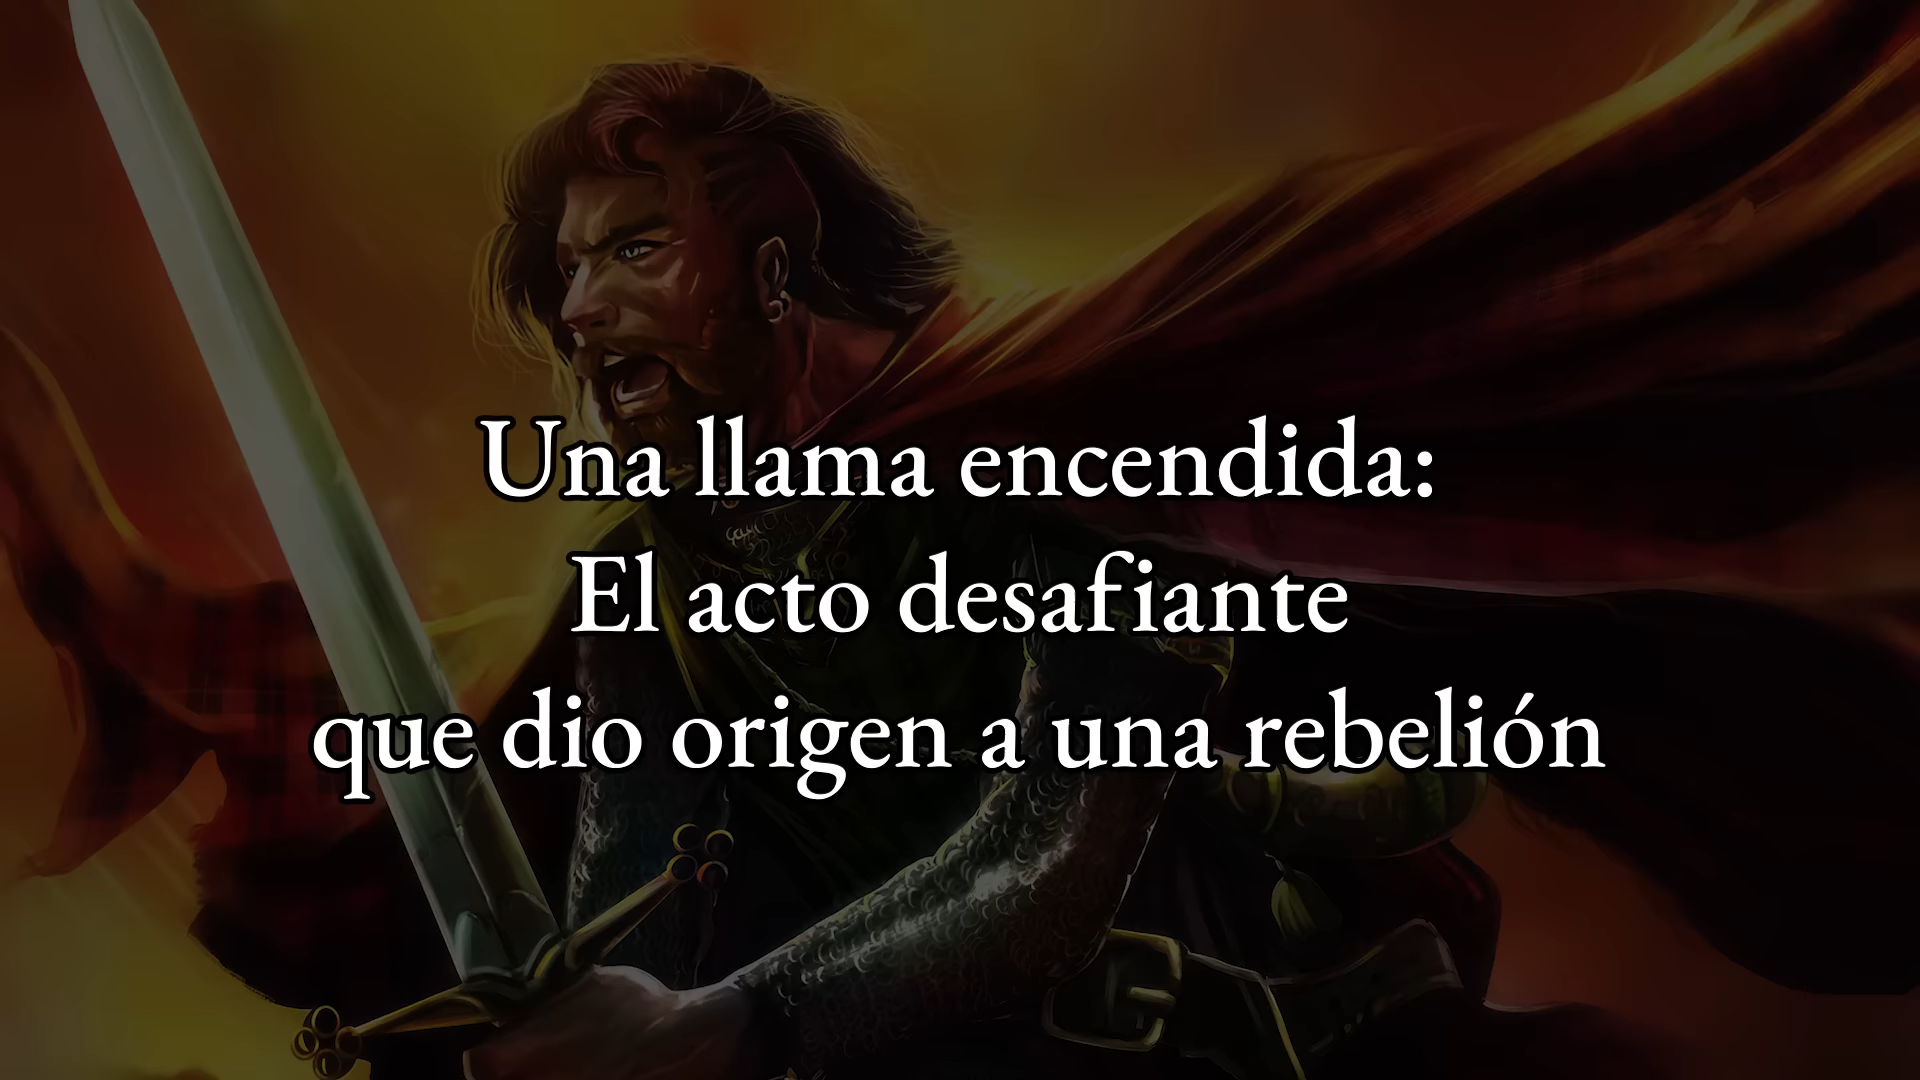 Una llama encendida:
El acto desafiante
que dio origen a una rebelión